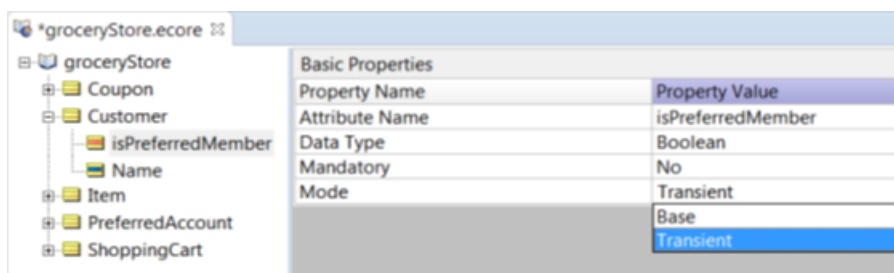 *groceryStore.ecore
groceryStore
Coupon
Customer
isPreferredMember
Name
Item
PreferredAccount
ShoppingCart
Basic Properties
Property Name Property Value
Attribute Name isPreferredMember
Data Type Boolean
Mandatory No
Mode Transient
Base
Transient